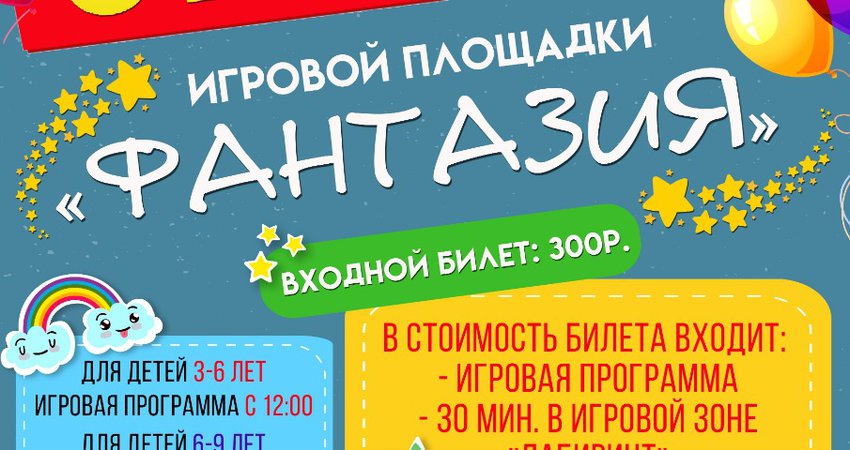 ИГРОВОЙ ПЛОЩАДКИ
«ФАНТАЗИЯ»
ВХОДНОЙ БИЛЕТ: 300Р.
ДЛЯ ДЕТЕЙ 3-6 ЛЕТ
ИГРОВАЯ ПРОГРАММА С 12:00
ДЛЯ ДЕТЕЙ 6-9 ЛЕТ
В СТОИМОСТЬ БИЛЕТА ВХОДИТ:
- ИГРОВАЯ ПРОГРАММА
- 30 МИН. В ИГРОВОЙ ЗОНЕ
«ЛАБИРИНТ»